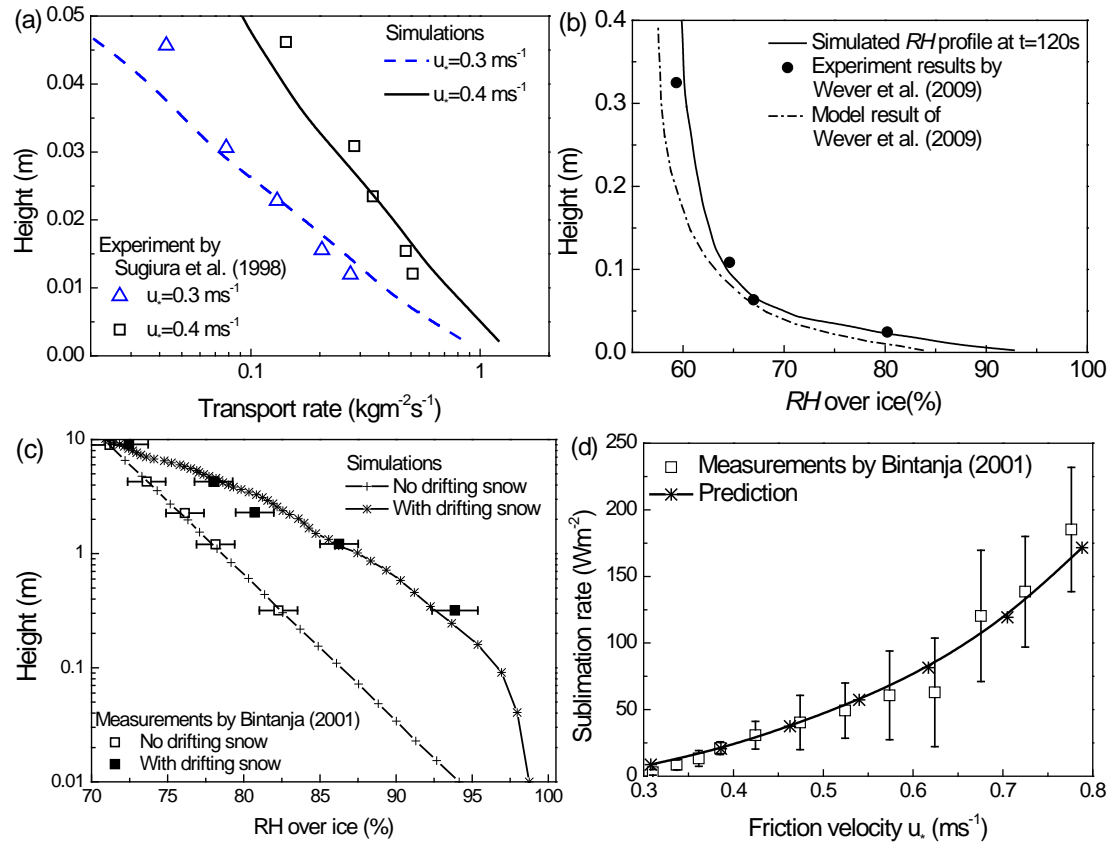 (a)
Simulations
u*=0.3 ms-1
u*=0.4 ms-1
Experiment by
Sugiura et al. (1998)
u*=0.3 ms-1
u*=0.4 ms-1
0.05
0.04
0.03
0.02
0.01
0.00
Height (m)
0.1 1
Transport rate (kgm-2s-1)
(b)
Simulated RH profile at t=120s
Experiment results by
Wever et al. (2009)
Model result of
Wever et al. (2009)
0.4
0.3
0.2
0.1
0.0
Height (m)
60 70 80 90 100
RH over ice(%)
(c)
Simulations
No drifting snow
With drifting snow
Measurements by Bintanja (2001)
No drifting snow
With drifting snow
10
1
0.1
0.01
Height (m)
70 75 80 85 90 95 100
RH over ice (%)
(d)
Measurements by Bintanja (2001)
Prediction
250
200
150
100
50
0
Sublimation rate (Wm-2)
0.3 0.4 0.5 0.6 0.7 0.8
Friction velocity u* (ms-1)